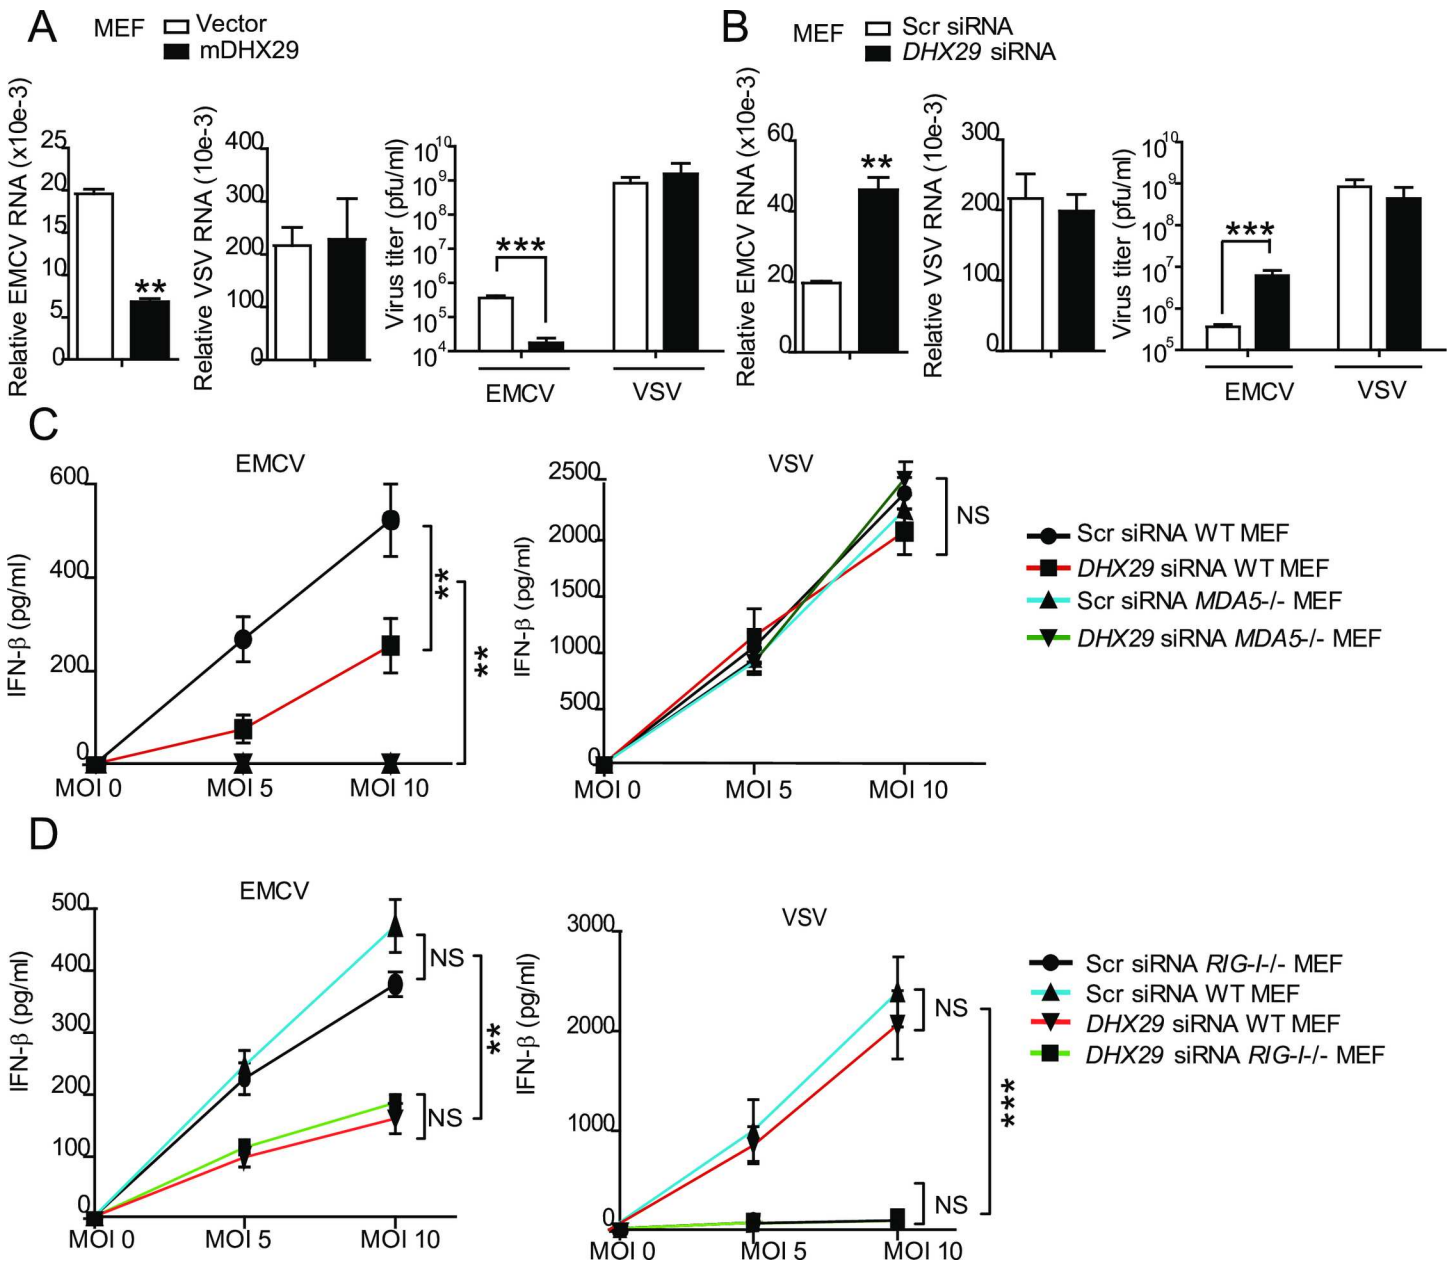 A
MEF
Vector
mDHX29
Relative EMCV RNA (x10e-3)
25
20
15
10
5
0
**
Relative VSV RNA (10e-3)
400
300
200
100
0
Virus titer (pfu/ml)
10^10
10^9
10^8
10^7
10^6
10^5
10^4
***
EMCV
VSV
B
MEF
Scr siRNA
DHX29 siRNA
Relative EMCV RNA (x10e-3)
60
40
20
0
**
Relative VSV RNA (10e-3)
300
200
100
0
Virus titer (pfu/ml)
10^10
10^9
10^8
10^7
10^6
10^5
***
EMCV
VSV
C
EMCV
IFN-β (pg/ml)
600
400
200
0
MOI 0
MOI 5
MOI 10
**
**
VSV
IFN-β (pg/ml)
2500
2000
1500
1000
500
0
MOI 0
MOI 5
MOI 10
NS
Scr siRNA WT MEF
DHX29 siRNA WT MEF
Scr siRNA MDA5-/- MEF
DHX29 siRNA MDA5-/- MEF
D
EMCV
IFN-β (pg/ml)
500
400
300
200
100
0
MOI 0
MOI 5
MOI 10
NS
NS
**
VSV
IFN-β (pg/ml)
3000
2000
1000
0
MOI 0
MOI 5
MOI 10
NS
NS
***
Scr siRNA RIG-I-/- MEF
Scr siRNA WT MEF
DHX29 siRNA WT MEF
DHX29 siRNA RIG-I-/- MEF